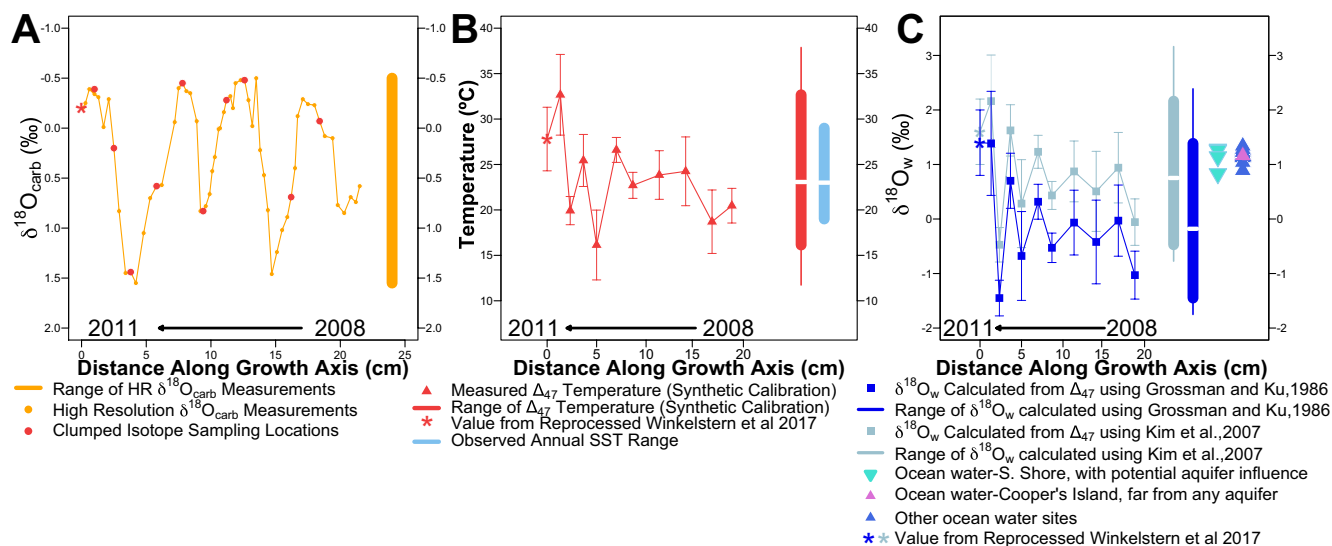 A
B
C
-1.0
-0.5
0.0
0.5
1.0
1.5
2.0
δ¹⁸O_carb (‰)
-1.0
-0.5
0.0
0.5
1.0
1.5
2.0
2011
2008
0
5
10
15
20
25
Distance Along Growth Axis (cm)
Range of HR δ¹⁸O_carb Measurements
High Resolution δ¹⁸O_carb Measurements
Clumped Isotope Sampling Locations
40
35
30
25
20
15
10
Temperature (ºC)
40
35
30
25
20
15
10
2011
2008
0
5
10
15
20
Distance Along Growth Axis (cm)
Measured Δ₄₇ Temperature (Synthetic Calibration)
Range of Δ₄₇ Temperature (Synthetic Calibration)
Value from Reprocessed Winkelstern et al 2017
Observed Annual SST Range
3
2
1
0
-1
-2
δ¹⁸O_w (‰)
3
2
1
0
-1
-2
2011
2008
0
5
10
15
20
Distance Along Growth Axis (cm)
δ¹⁸O_w Calculated from Δ₄₇ using Grossman and Ku,1986
Range of δ¹⁸O_w calculated using Grossman and Ku,1986
δ¹⁸O_w Calculated from Δ₄₇ using Kim et al.,2007
Range of δ¹⁸O_w calculated using Kim et al.,2007
Ocean water-S. Shore, with potential aquifer influence
Ocean water-Cooper's Island, far from any aquifer
Other ocean water sites
Value from Reprocessed Winkelstern et al 2017